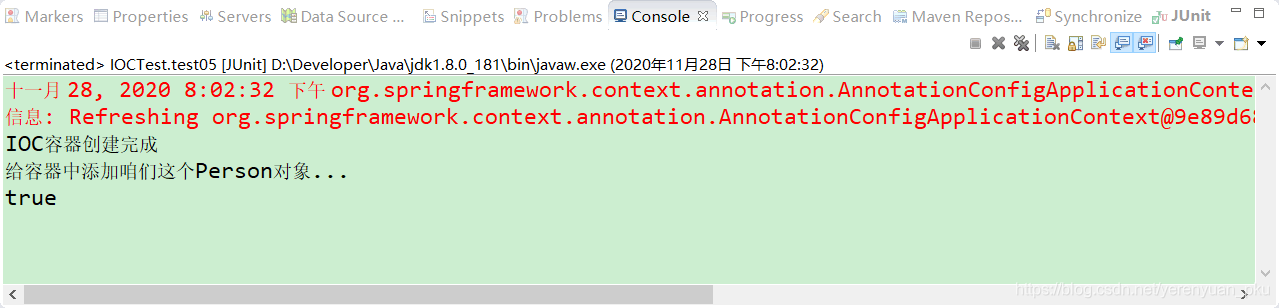 Markers Properties Servers Data Source ... Snippets Problems Console Progress Search Maven Repos... Synchronize JUnit
<terminated> IOCTest.test05 [JUnit] D:\Developer\Java\jdk1.8.0_181\bin\javaw.exe (2020年11月28日 下午8:02:32)
十一月 28, 2020 8:02:32 下午 org.springframework.context.annotation.AnnotationConfigApplicationConte
信息: Refreshing org.springframework.context.annotation.AnnotationConfigApplicationContext@9e89d68
IOC容器创建完成
给容器中添加咱们这个Person对象...
true
https://blog.csdn.net/yerenyuan_pku